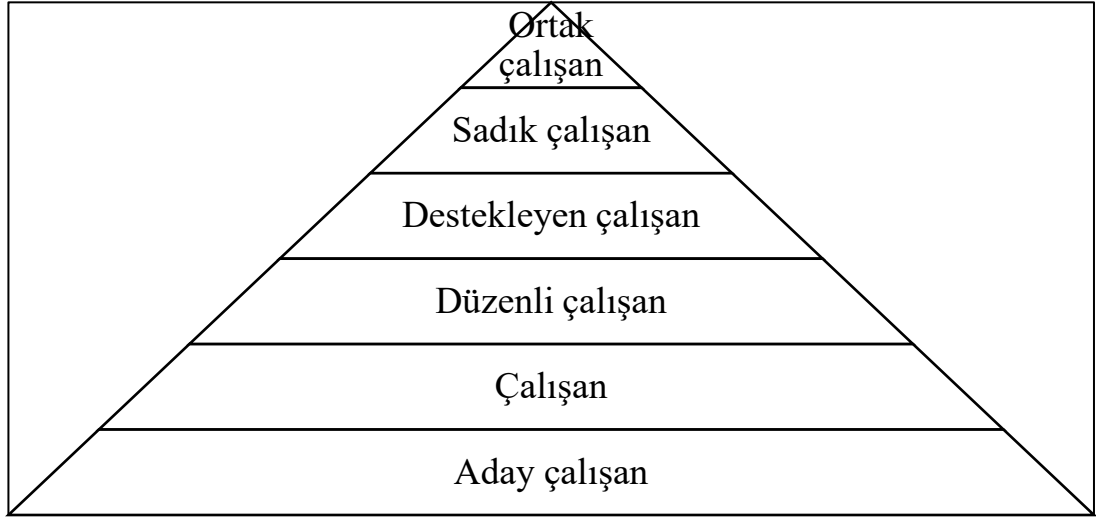 Ortak
çalışan
Sadık çalışan
Destekleyen çalışan
Düzenli çalışan
Çalışan
Aday çalışan